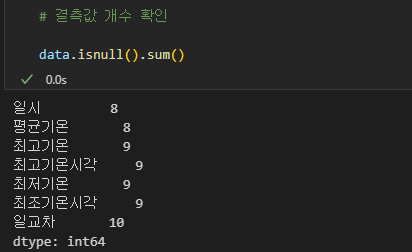 # 결측값 개수 확인
data.isnull().sum()
0.0s
일시 8
평균기온 8
최고기온 9
최고기온시각 9
최저기온 9
최조기온시각 9
일교차 10
dtype: int64